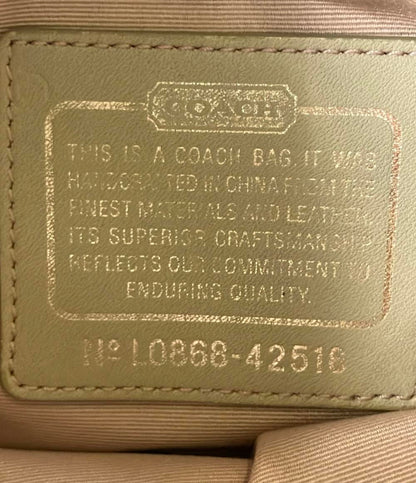 COACH
THIS IS A COACH BAG. IT WAS
HANDCRAFTED IN CHINA FROM THE
FINEST MATERIALS AND LEATHER.
ITS SUPERIOR CRAFTSMANSHIP
REFLECTS OUR COMMITMENT TO
ENDURING QUALITY.
Nº L0868-42516